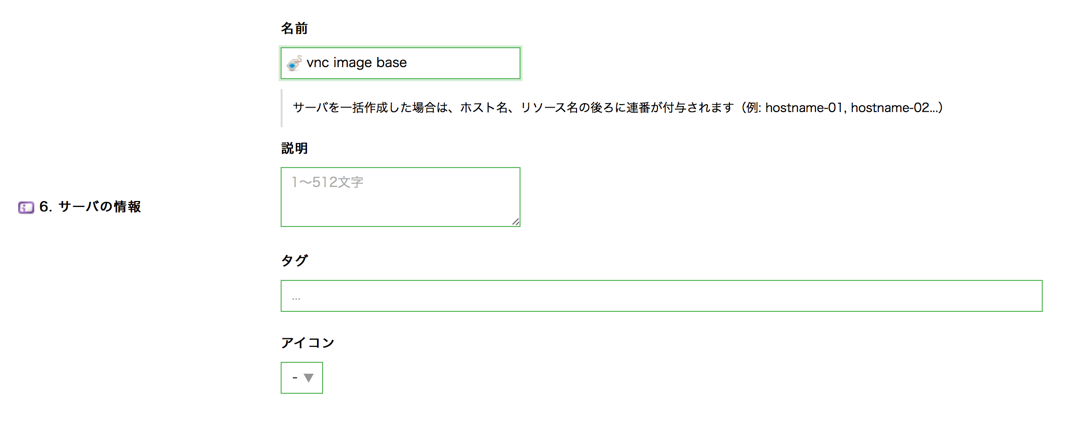 名前
vnc image base
サーバを一括作成した場合は、ホスト名、リソース名の後ろに連番が付与されます（例: hostname-01, hostname-02...）
説明
1〜512文字
6. サーバの情報
タグ
...
アイコン
- ▼